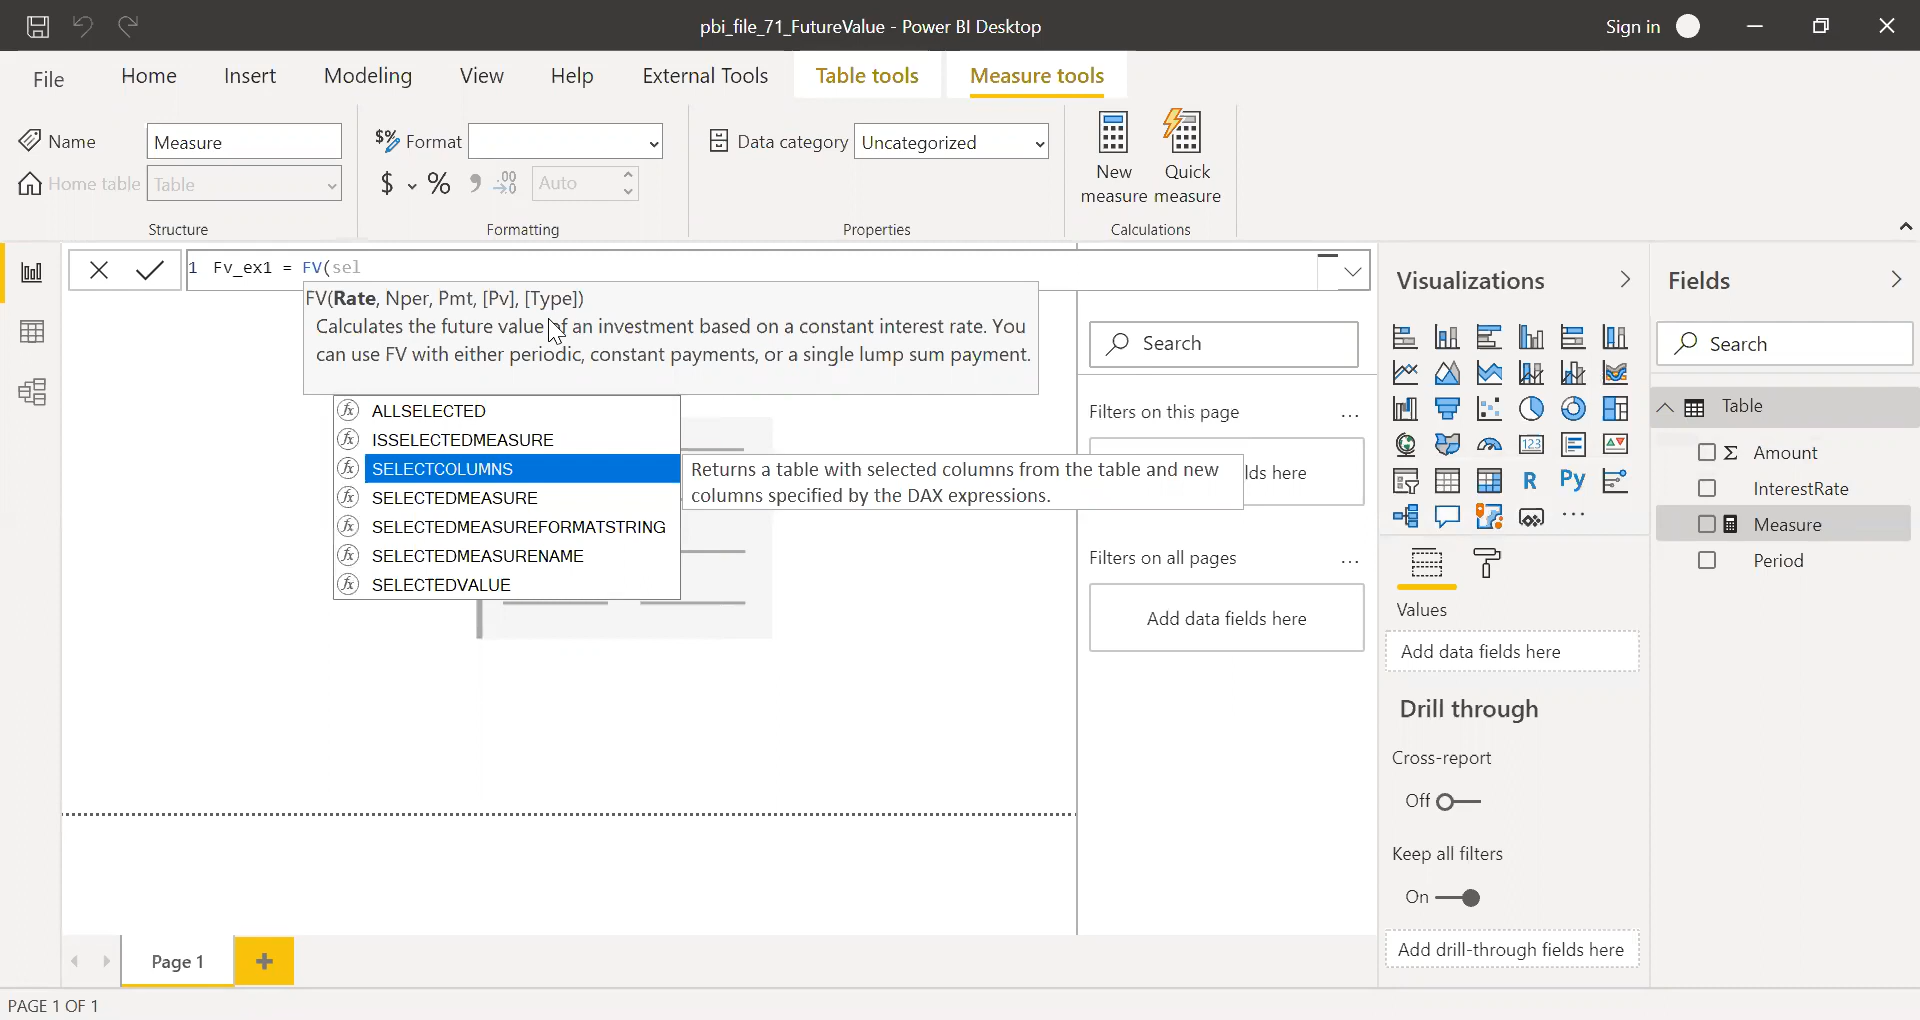 pbi_file_71_FutureValue - Power BI Desktop
Sign in
File Home Insert Modeling View Help External Tools Table tools Measure tools
Name Measure
Home table Table
Structure
$% Format
$ % 9 .00 Auto
Formatting
Data category Uncategorized
Properties
New measure
Quick measure
Calculations
1 Fv_ex1 = FV(sel
FV(Rate, Nper, Pmt, [Pv], [Type])
Calculates the future value of an investment based on a constant interest rate. You
can use FV with either periodic, constant payments, or a single lump sum payment.
ALLSELECTED
ISSELECTEDMEASURE
SELECTCOLUMNS
SELECTEDMEASURE
SELECTEDMEASUREFORMATSTRING
SELECTEDMEASURENAME
SELECTEDVALUE
Returns a table with selected columns from the table and new
columns specified by the DAX expressions.
Search
Filters on this page ...
lds here
Filters on all pages ...
Add data fields here
Visualizations
123
R Py
...
Values
Add data fields here
Drill through
Cross-report
Off
Keep all filters
On
Add drill-through fields here
Fields
Search
Table
Σ Amount
InterestRate
Measure
Period
Page 1 +
PAGE 1 OF 1